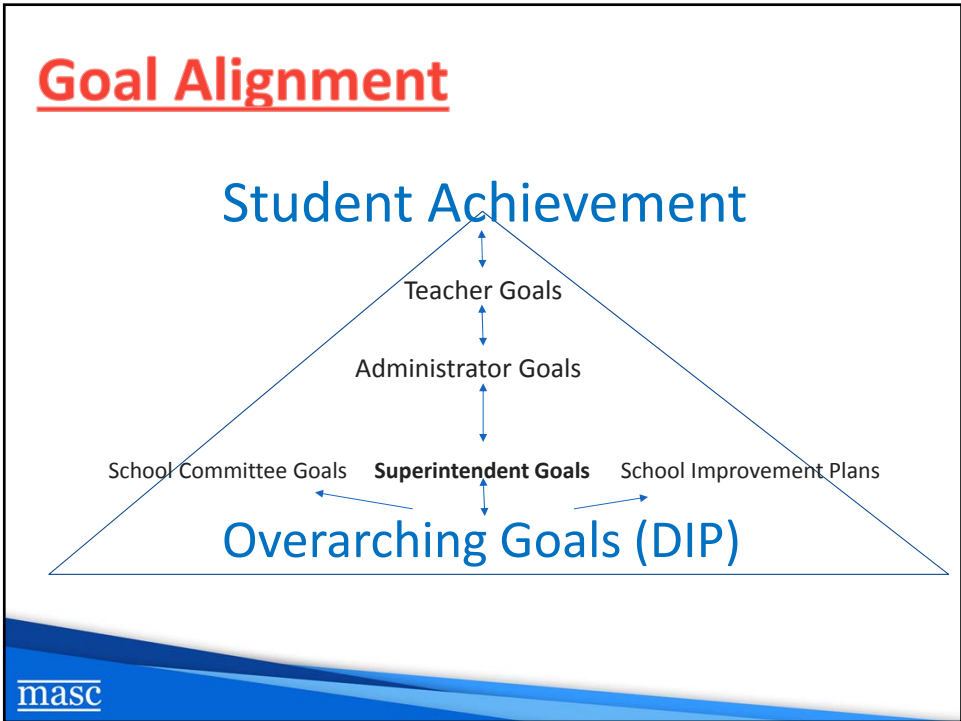 Goal Alignment
Student Achievement
Teacher Goals
Administrator Goals
School Committee Goals Superintendent Goals School Improvement Plans
Overarching Goals (DIP)
masc